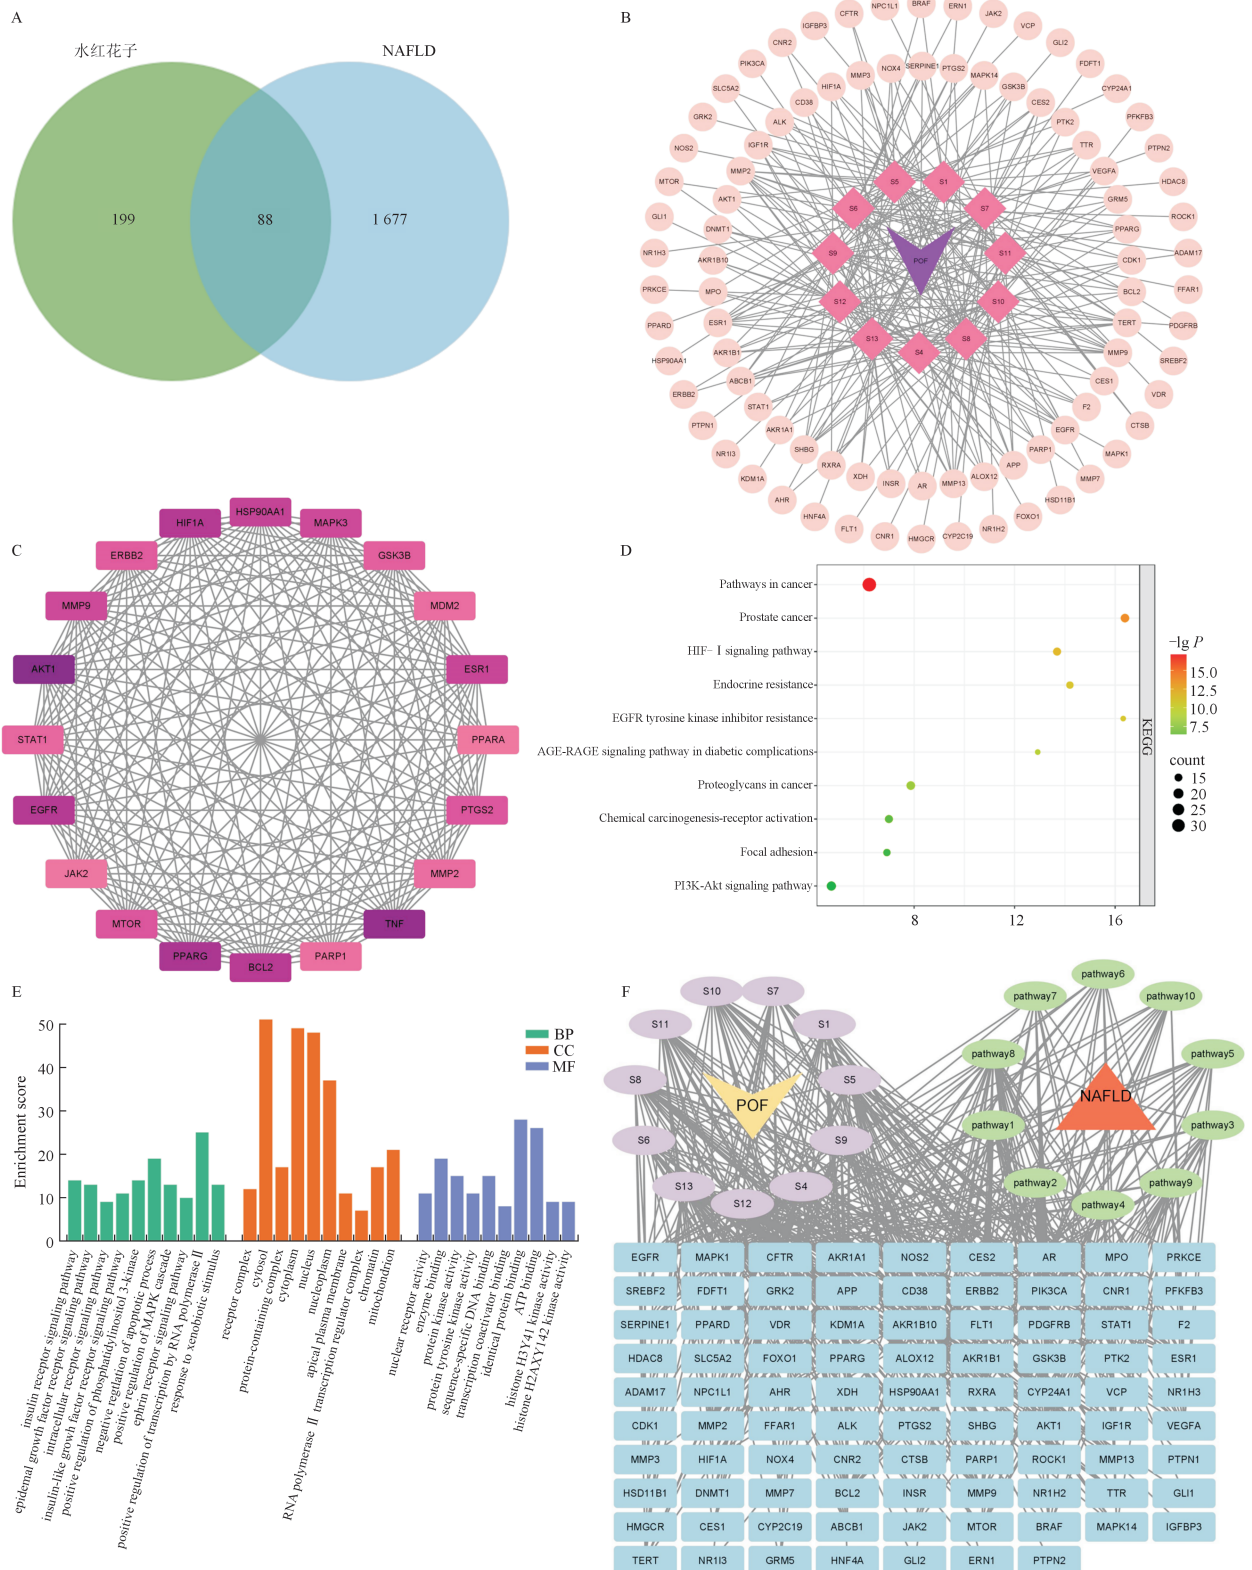 A
水红花子
NAFLD
199
88
1 677
B
NPC1L1
BRAF
ERN1
JAK2
VCP
GLI2
FDFT1
CYP24A1
PFKFB3
PTPN2
HDAC8
ROCK1
ADAM17
FFAR1
PDGFRB
SREBF2
VDR
CTSB
MAPK1
MMP7
HSD11B1
FOXO1
NR1H2
CYP2C19
HMGCR
CNR1
FLT1
HNF4A
AHR
KDM1A
NR1I3
PTPN1
ERBB2
HSP90AA1
PPARD
PRKCE
NR1H3
GLI1
MTOR
NOS2
GRK2
SLC5A2
PIK3CA
CNR2
IGFBP3
CFTR
SERPINE1
PTGS2
MAPK14
GSK3B
CES2
PTK2
TTR
VEGFA
GRM5
PPARG
CDK1
BCL2
TERT
MMP9
CES1
F2
EGFR
PARP1
APP
ALOX12
MMP13
AR
INSR
XDH
RXRA
SHBG
AKR1A1
STAT1
ABCB1
AKR1B1
ESR1
MPO
AKR1B10
DNMT1
AKT1
MMP2
IGF1R
ALK
CD38
HIF1A
MMP3
NOX4
S5
S1
S7
S11
S10
S8
S4
S13
S12
S9
S6
POF
C
HSP90AA1
MAPK3
GSK3B
MDM2
ESR1
PPARA
PTGS2
MMP2
TNF
PARP1
BCL2
PPARG
MTOR
JAK2
EGFR
STAT1
AKT1
MMP9
ERBB2
HIF1A
D
Pathways in cancer
Prostate cancer
HIF-Ⅰ signaling pathway
Endocrine resistance
EGFR tyrosine kinase inhibitor resistance
AGE-RAGE signaling pathway in diabetic complications
Proteoglycans in cancer
Chemical carcinogenesis-receptor activation
Focal adhesion
PI3K-Akt signaling pathway
8 12 16
KEGG
−lg P
15.0
12.5
10.0
7.5
count
15
20
25
30
E
Enrichment score
50
40
30
20
10
0
BP
CC
MF
insulin receptor signaling pathway
epidemal growth factor receptor signaling pathway
intracellular receptor signaling pathway
insulin-like growth factor receptor signaling pathway
positive regulation of phosphatidylinositol 3-kinase
negative regulation of apoptotic process
positive regulation of MAPK cascade
ephrin receptor signaling pathway
positive regulation of transcription by RNA polymerase Ⅱ
response to xenobiotic stimulus
receptor complex
cytosol
protein-containing complex
cytoplasm
nucleus
nucleoplasm
apical plasma membrane
RNA polymerase Ⅱ transcription regulator complex
chromatin
mitochondrion
nuclear receptor activity
enzyme binding
protein kinase activity
protein tyrosine kinase activity
sequence-specific DNA binding
transcription coactivator binding
identical protein binding
ATP binding
histone H3Y41 kinase activity
histone H2AXY142 kinase activity
F
S10
S7
S11
S1
S8
S5
S6
S9
S13
S4
S12
POF
pathway6
pathway7
pathway10
pathway8
pathway5
pathway1
pathway3
pathway2
pathway9
pathway4
NAFLD
EGFR MAPK1 CFTR AKR1A1 NOS2 CES2 AR MPO PRKCE
SREBF2 FDFT1 GRK2 APP CD38 ERBB2 PIK3CA CNR1 PFKFB3
SERPINE1 PPARD VDR KDM1A AKR1B10 FLT1 PDGFRB STAT1 F2
HDAC8 SLC5A2 FOXO1 PPARG ALOX12 AKR1B1 GSK3B PTK2 ESR1
ADAM17 NPC1L1 AHR XDH HSP90AA1 RXRA CYP24A1 VCP NR1H3
CDK1 MMP2 FFAR1 ALK PTGS2 SHBG AKT1 IGF1R VEGFA
MMP3 HIF1A NOX4 CNR2 CTSB PARP1 ROCK1 MMP13 PTPN1
HSD11B1 DNMT1 MMP7 BCL2 INSR MMP9 NR1H2 TTR GLI1
HMGCR CES1 CYP2C19 ABCB1 JAK2 MTOR BRAF MAPK14 IGFBP3
TERT NR1I3 GRM5 HNF4A GLI2 ERN1 PTPN2